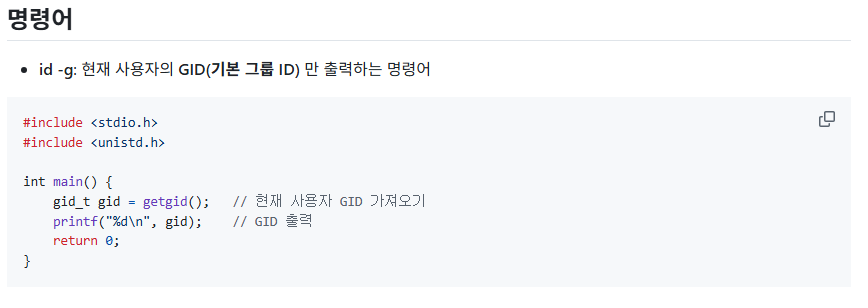 명령어
• id -g: 현재 사용자의 GID(기본 그룹 ID) 만 출력하는 명령어
#include <stdio.h>
#include <unistd.h>
int main() {
    gid_t gid = getgid();   // 현재 사용자 GID 가져오기
    printf("%d\n", gid);    // GID 출력
    return 0;
}